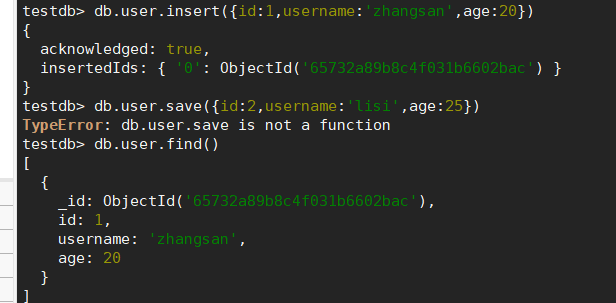 testdb> db.user.insert({id:1,username:'zhangsan',age:20})
{
  acknowledged: true,
  insertedIds: { '0': ObjectId('65732a89b8c4f031b6602bac') }
}
testdb> db.user.save({id:2,username:'lisi',age:25})
TypeError: db.user.save is not a function
testdb> db.user.find()
[
  {
    _id: ObjectId('65732a89b8c4f031b6602bac'),
    id: 1,
    username: 'zhangsan',
    age: 20
  }
]